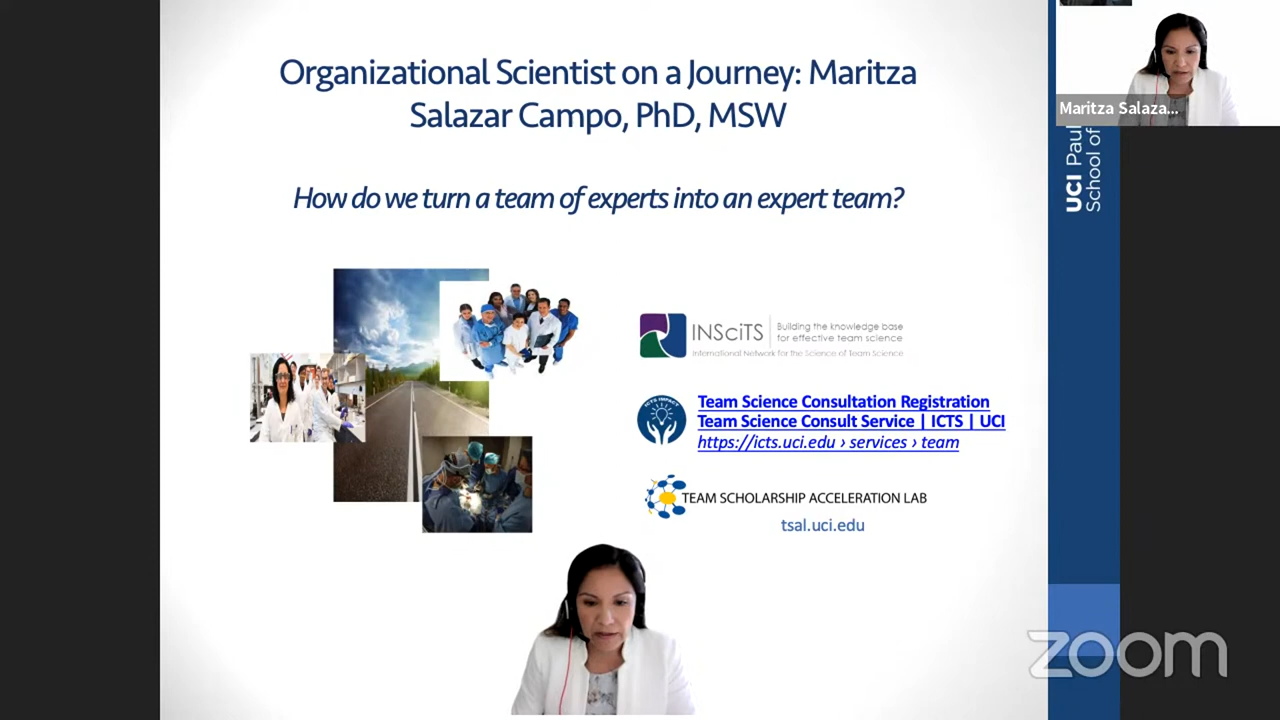 Organizational Scientist on a Journey: Maritza
Salazar Campo, PhD, MSW
How do we turn a team of experts into an expert team?
INSciTS
Building the knowledge base
for effective team science
International Network for the Science of Team Science
ICTS IMPACT
Team Science Consultation Registration
Team Science Consult Service | ICTS | UCI
https://icts.uci.edu › services › team
TEAM SCHOLARSHIP ACCELERATION LAB
tsal.uci.edu
Maritza Salaza...
UCI Paul
School of
zoom